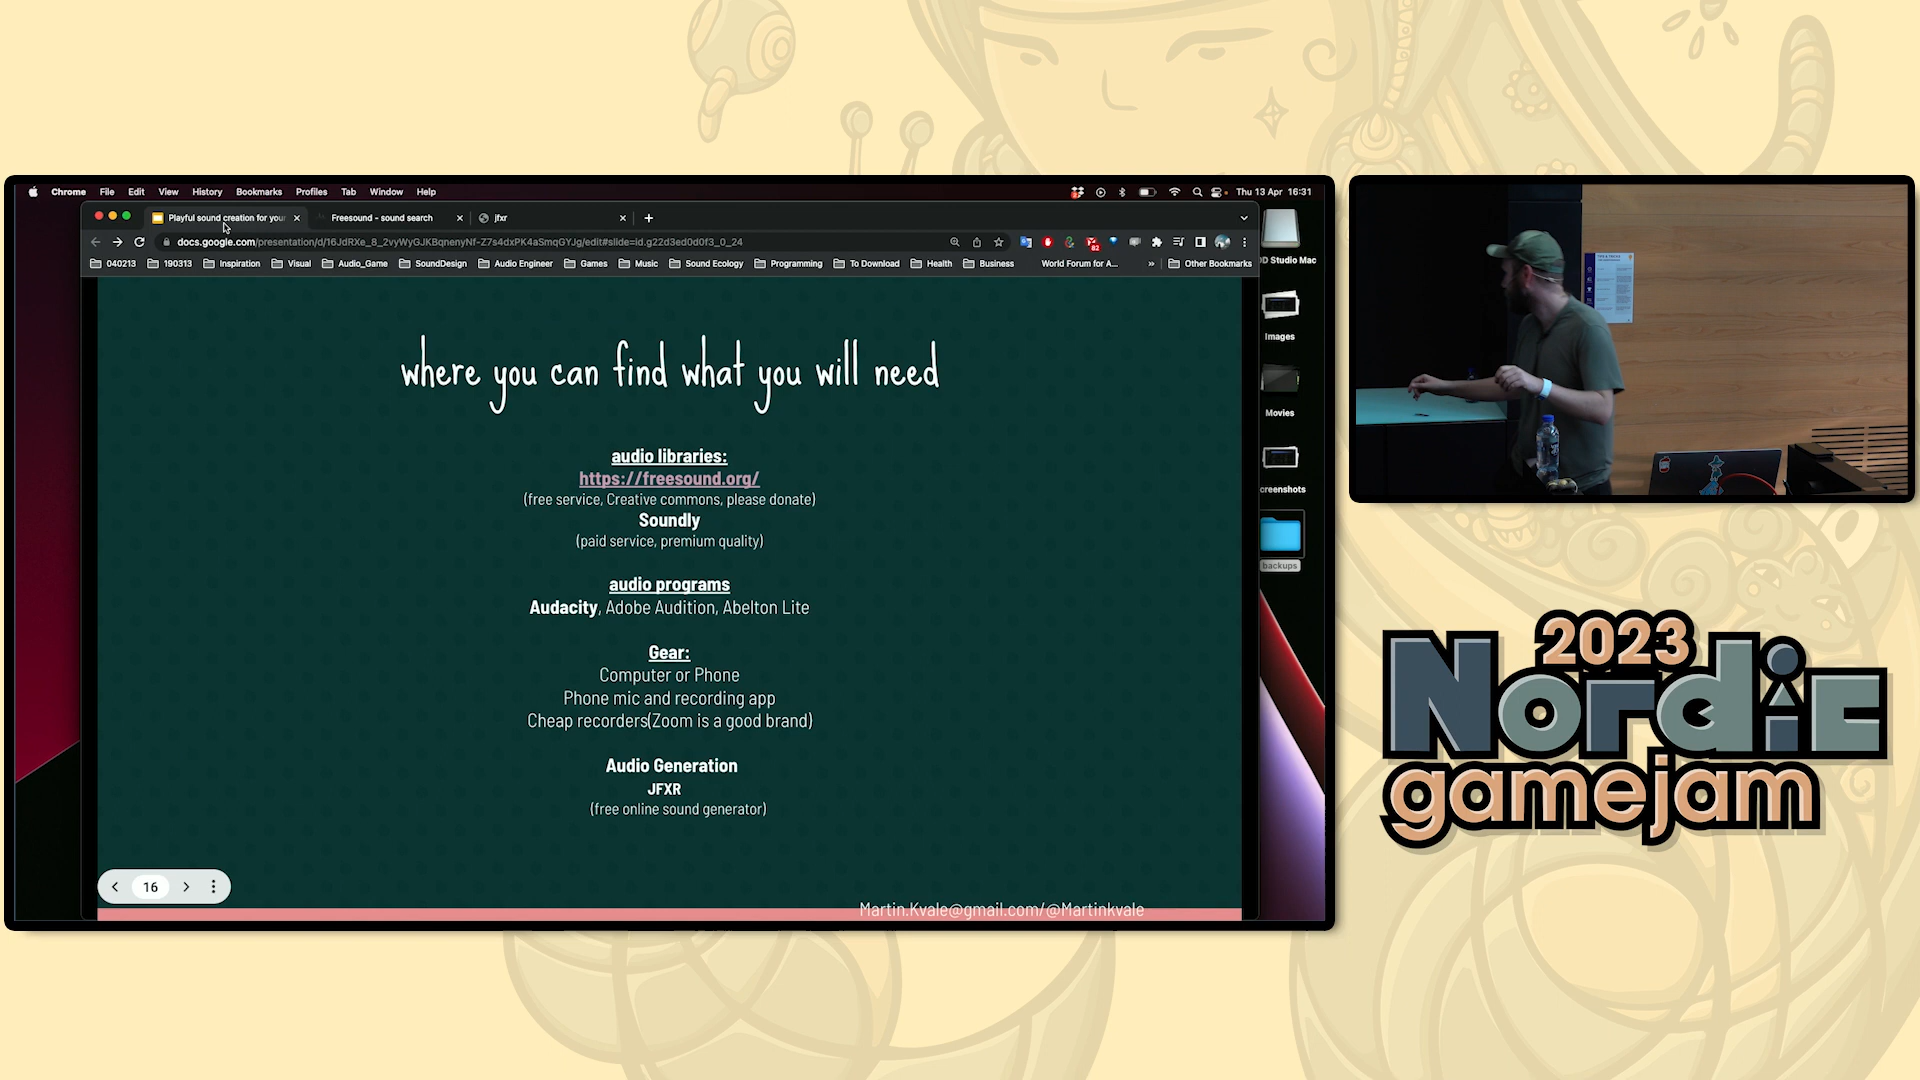 Chrome File Edit View History Bookmarks Profiles Tab Window Help
Thu 13 Apr 16:31
Playful sound creation for your
Freesound - sound search
jfxr
docs.google.com/presentation/d/16JdRXe_8_2vyWyGJKBqnenyNf-Z7s4dxPK4aSmqGYJg/edit#slide=id.g22d3ed0d0f3_0_24
040213 190313 Inspiration Visual Audio_Game SoundDesign Audio Engineer Games Music Sound Ecology Programming To Download Health Business World Forum for A... » Other Bookmarks
where you can find what you will need
audio libraries:
https://freesound.org/
(free service, Creative commons, please donate)
Soundly
(paid service, premium quality)
audio programs
Audacity, Adobe Audition, Abelton Lite
Gear:
Computer or Phone
Phone mic and recording app
Cheap recorders(Zoom is a good brand)
Audio Generation
JFXR
(free online sound generator)
16
Martin.Kvale@gmail.com/@Martinkvale
DD Studio Mac
Images
Movies
creenshots
backups
2023
Nordic
gamejam